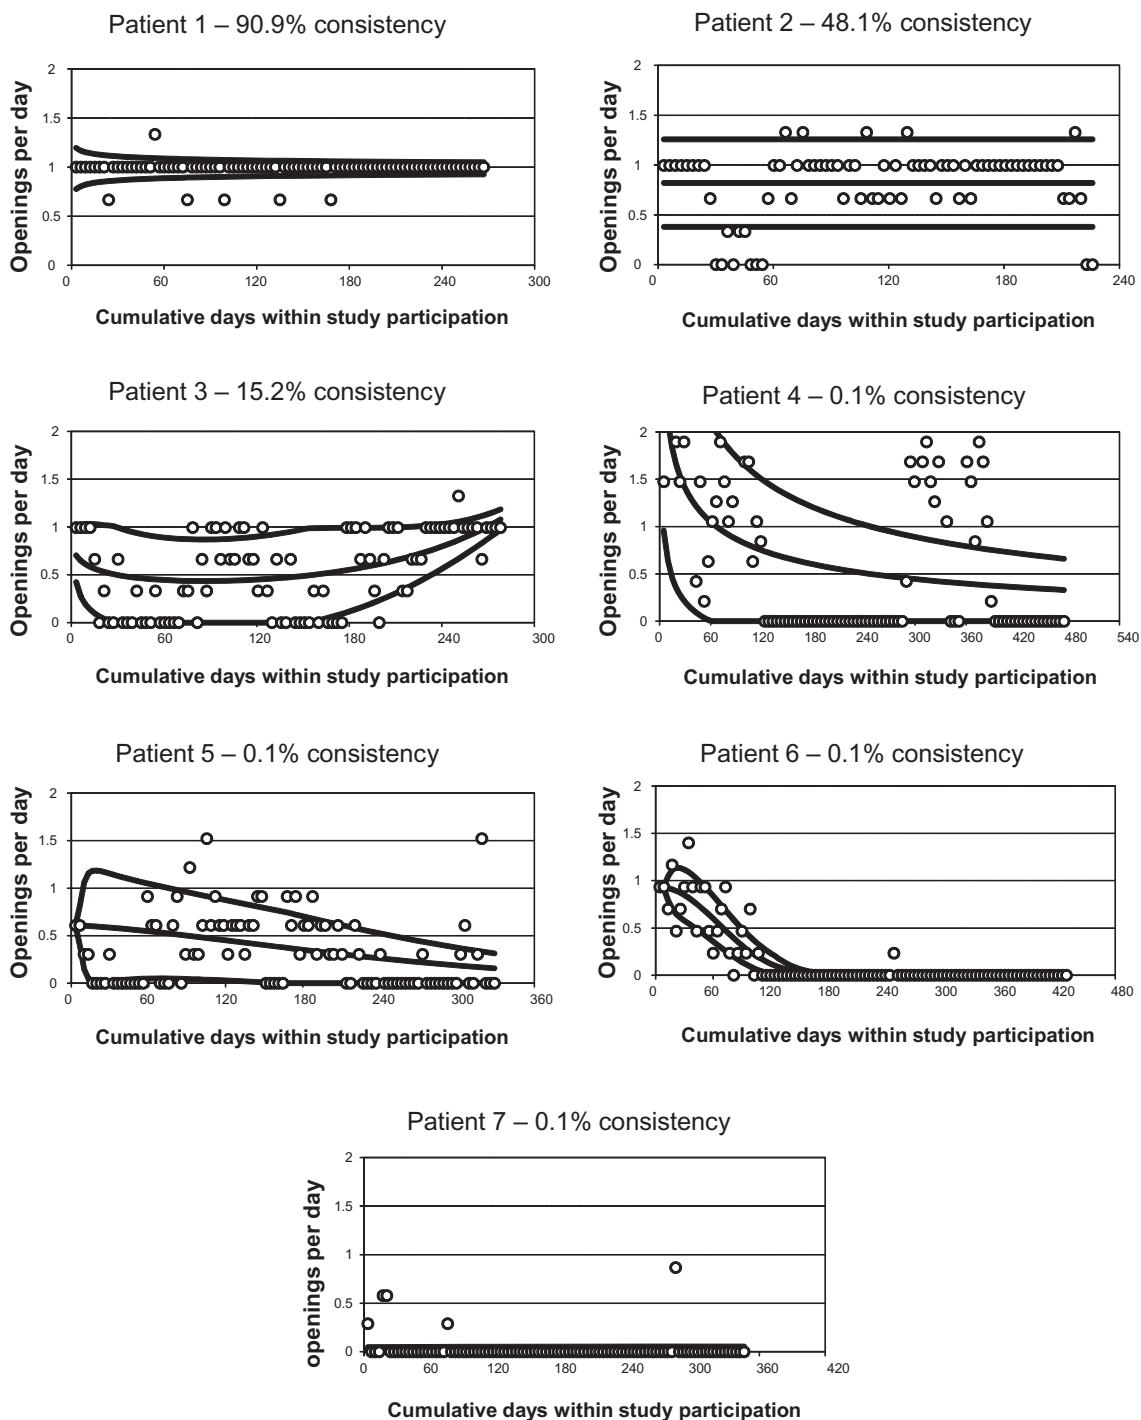 Patient 1 – 90.9% consistency
Openings per day
2
1.5
1
0.5
0
0 60 120 180 240 300
Cumulative days within study participation
Patient 2 – 48.1% consistency
Openings per day
2
1.5
1
0.5
0
0 60 120 180 240
Cumulative days within study participation
Patient 3 – 15.2% consistency
Openings per day
2
1.5
1
0.5
0
0 60 120 180 240 300
Cumulative days within study participation
Patient 4 – 0.1% consistency
Openings per day
2
1.5
1
0.5
0
0 60 120 180 240 300 360 420 480 540
Cumulative days within study participation
Patient 5 – 0.1% consistency
Openings per day
2
1.5
1
0.5
0
0 60 120 180 240 300 360
Cumulative days within study participation
Patient 6 – 0.1% consistency
Openings per day
2
1.5
1
0.5
0
0 60 120 180 240 300 360 420 480
Cumulative days within study participation
Patient 7 – 0.1% consistency
openings per day
2
1.5
1
0.5
0
0 60 120 180 240 300 360 420
Cumulative days within study participation